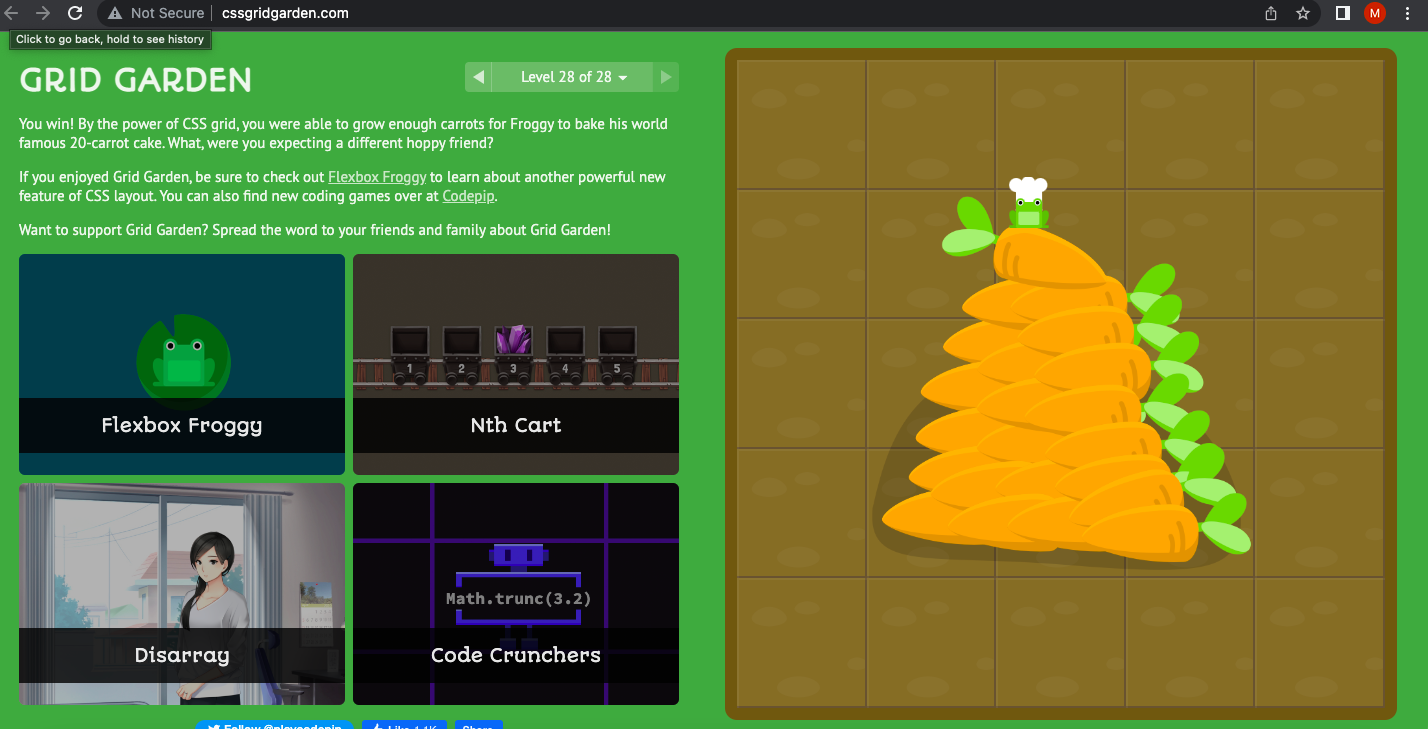 Not Secure
cssgridgarden.com
M
Click to go back, hold to see history
GRID GARDEN
Level 28 of 28
You win! By the power of CSS grid, you were able to grow enough carrots for Froggy to bake his world
famous 20-carrot cake. What, were you expecting a different hoppy friend?
If you enjoyed Grid Garden, be sure to check out Flexbox Froggy to learn about another powerful new
feature of CSS layout. You can also find new coding games over at Codepip.
Want to support Grid Garden? Spread the word to your friends and family about Grid Garden!
1 2 3 4 5
Flexbox Froggy
Nth Cart
Math.trunc(3.2)
Disarray
Code Crunchers
Follow @playcodepip
Like 1.1K
Share